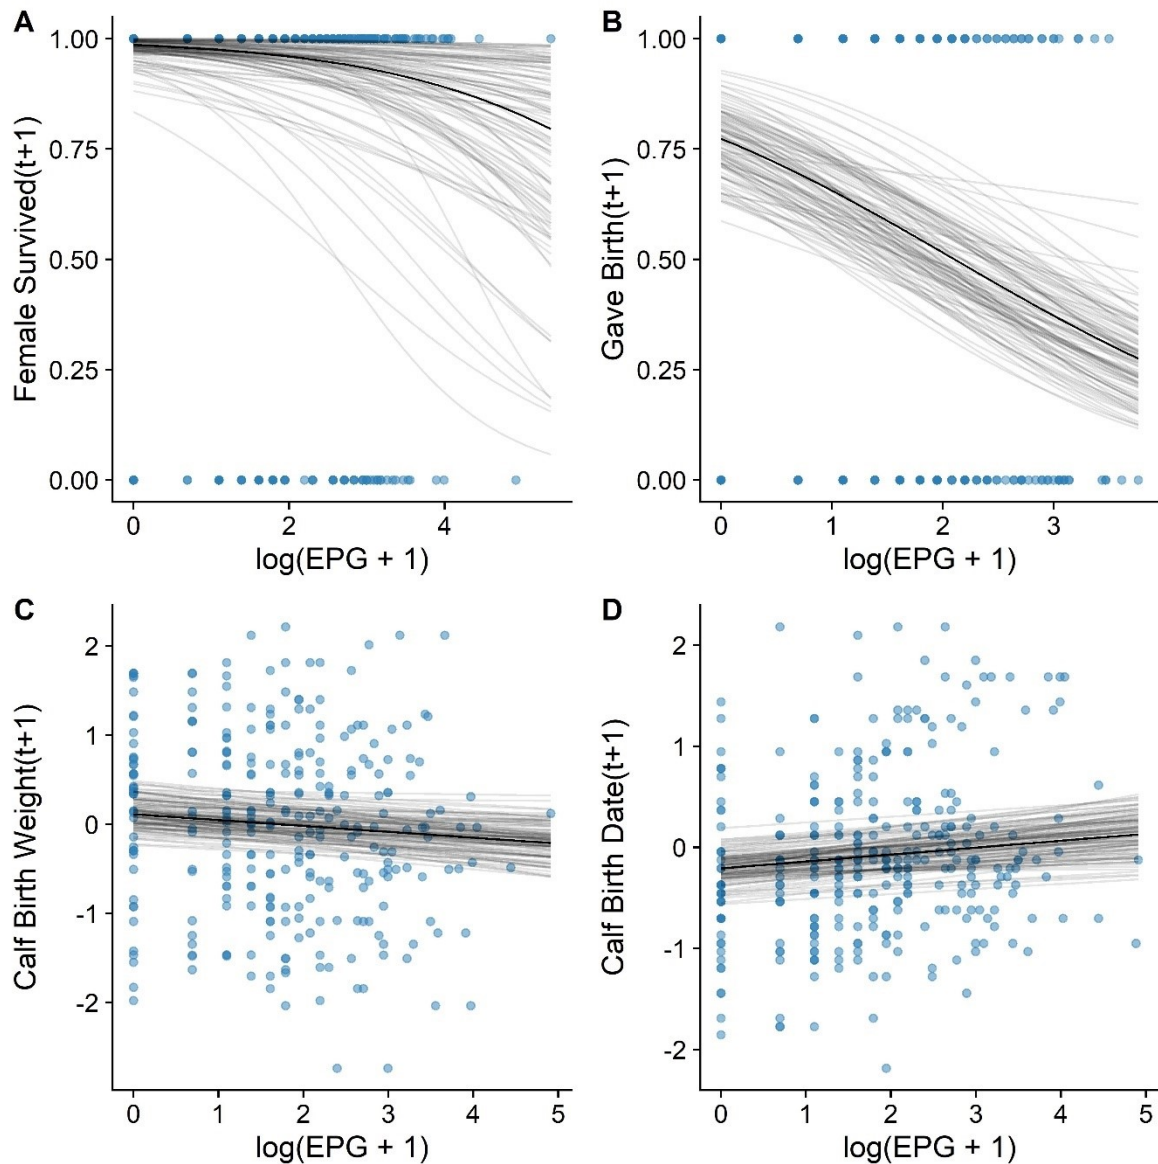 A
Female Survived(t+1)
1.00
0.75
0.50
0.25
0.00
0 2 4
log(EPG + 1)
B
Gave Birth(t+1)
1.00
0.75
0.50
0.25
0.00
0 1 2 3
log(EPG + 1)
C
Calf Birth Weight(t+1)
2
1
0
-1
-2
0 1 2 3 4 5
log(EPG + 1)
D
Calf Birth Date(t+1)
2
1
0
-1
-2
0 1 2 3 4 5
log(EPG + 1)